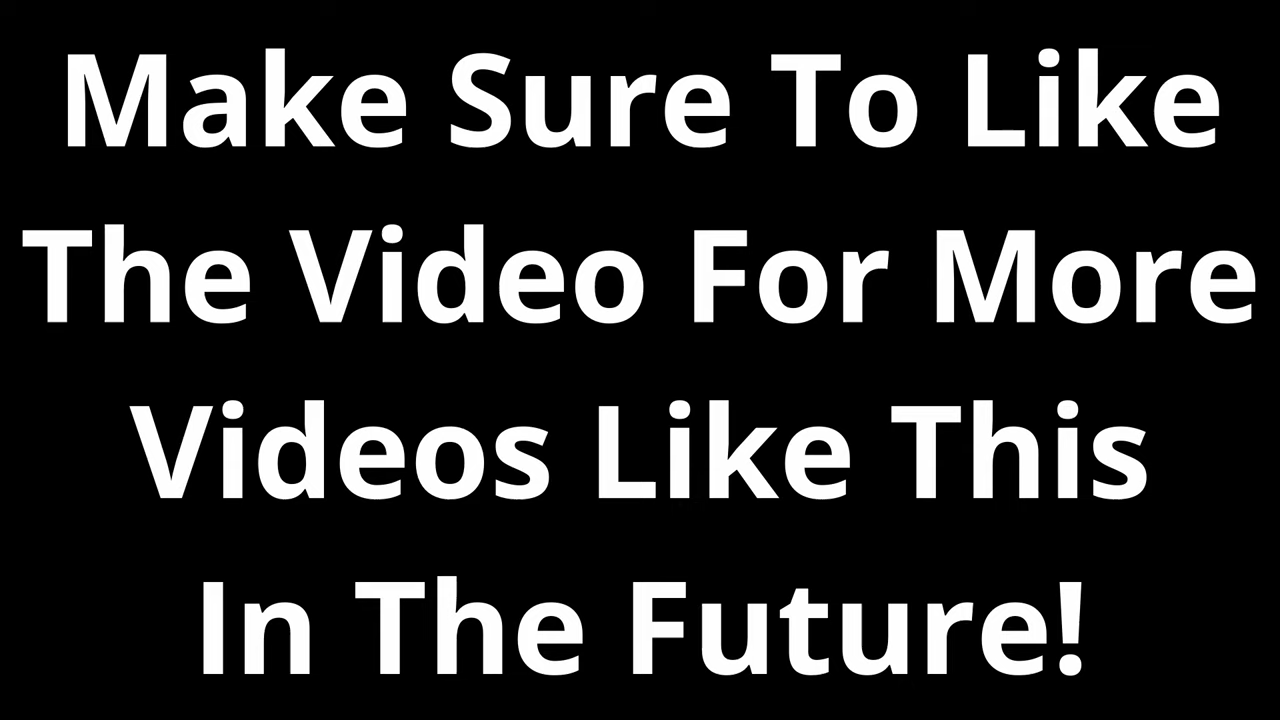 Make Sure To Like
The Video For More
Videos Like This
In The Future!